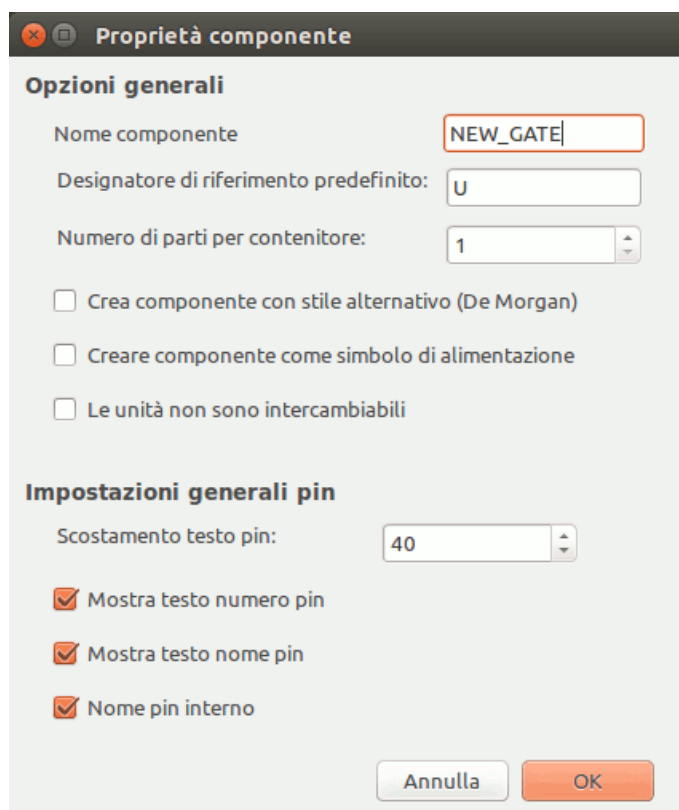 Proprietà componente
Opzioni generali
Nome componente NEW_GATE
Designatore di riferimento predefinito: U
Numero di parti per contenitore: 1
Crea componente con stile alternativo (De Morgan)
Creare componente come simbolo di alimentazione
Le unità non sono intercambiabili
Impostazioni generali pin
Scostamento testo pin: 40
Mostra testo numero pin
Mostra testo nome pin
Nome pin interno
Annulla OK